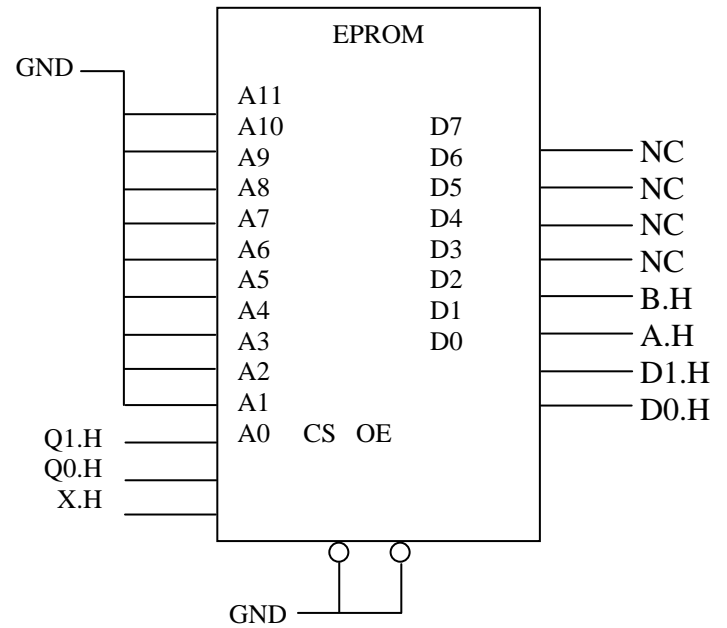 EPROM
GND
A11
A10
A9
A8
A7
A6
A5
A4
A3
A2
A1
A0 CS OE
D7
D6
D5
D4
D3
D2
D1
D0
NC
NC
NC
NC
B.H
A.H
D1.H
D0.H
Q1.H
Q0.H
X.H
GND